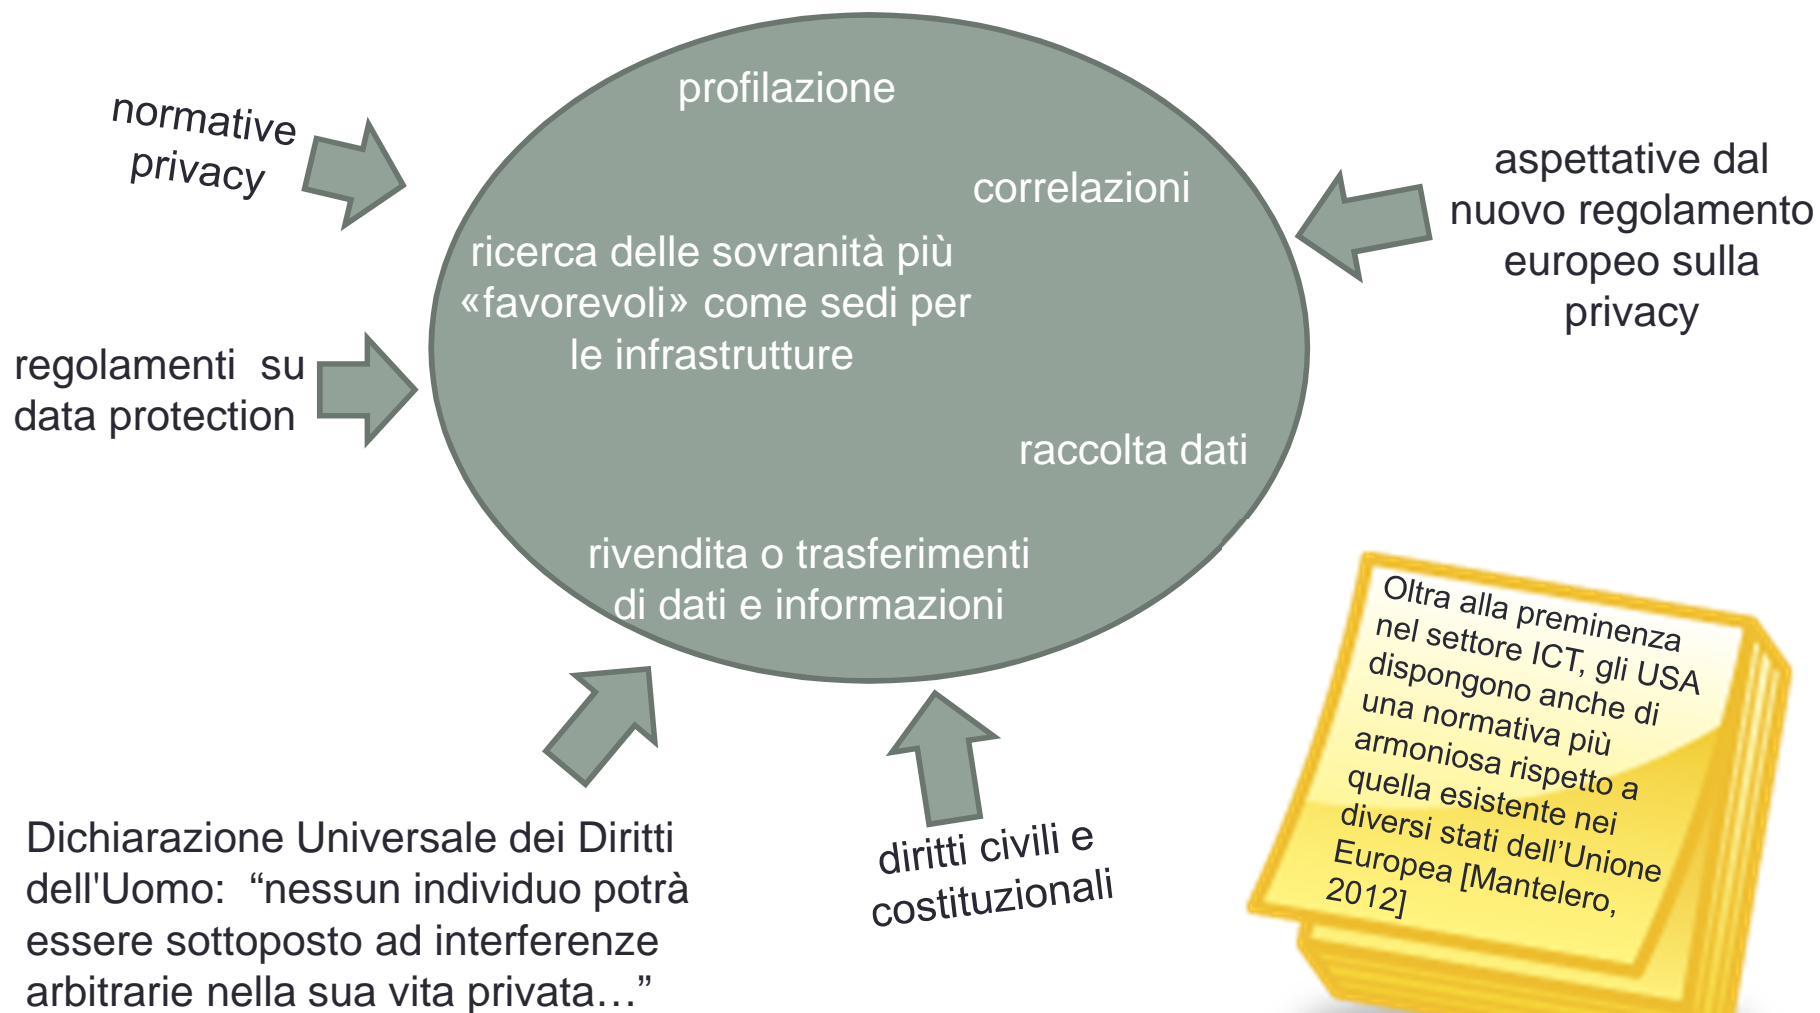 profilazione
normative
privacy
correlazioni
aspettative dal
nuovo regolamento
europeo sulla
privacy
ricerca delle sovranità più
«favorevoli» come sedi per
le infrastrutture
regolamenti su
data protection
raccolta dati
rivendita o trasferimenti
di dati e informazioni
Oltra alla preminenza
nel settore ICT, gli USA
dispongono anche di
una normativa più
armoniosa rispetto a
quella esistente nei
diversi stati dell’Unione
Europea [Mantelero,
2012]
Dichiarazione Universale dei Diritti
dell'Uomo: “nessun individuo potrà
essere sottoposto ad interferenze
arbitrarie nella sua vita privata…”
diritti civili e
costituzionali